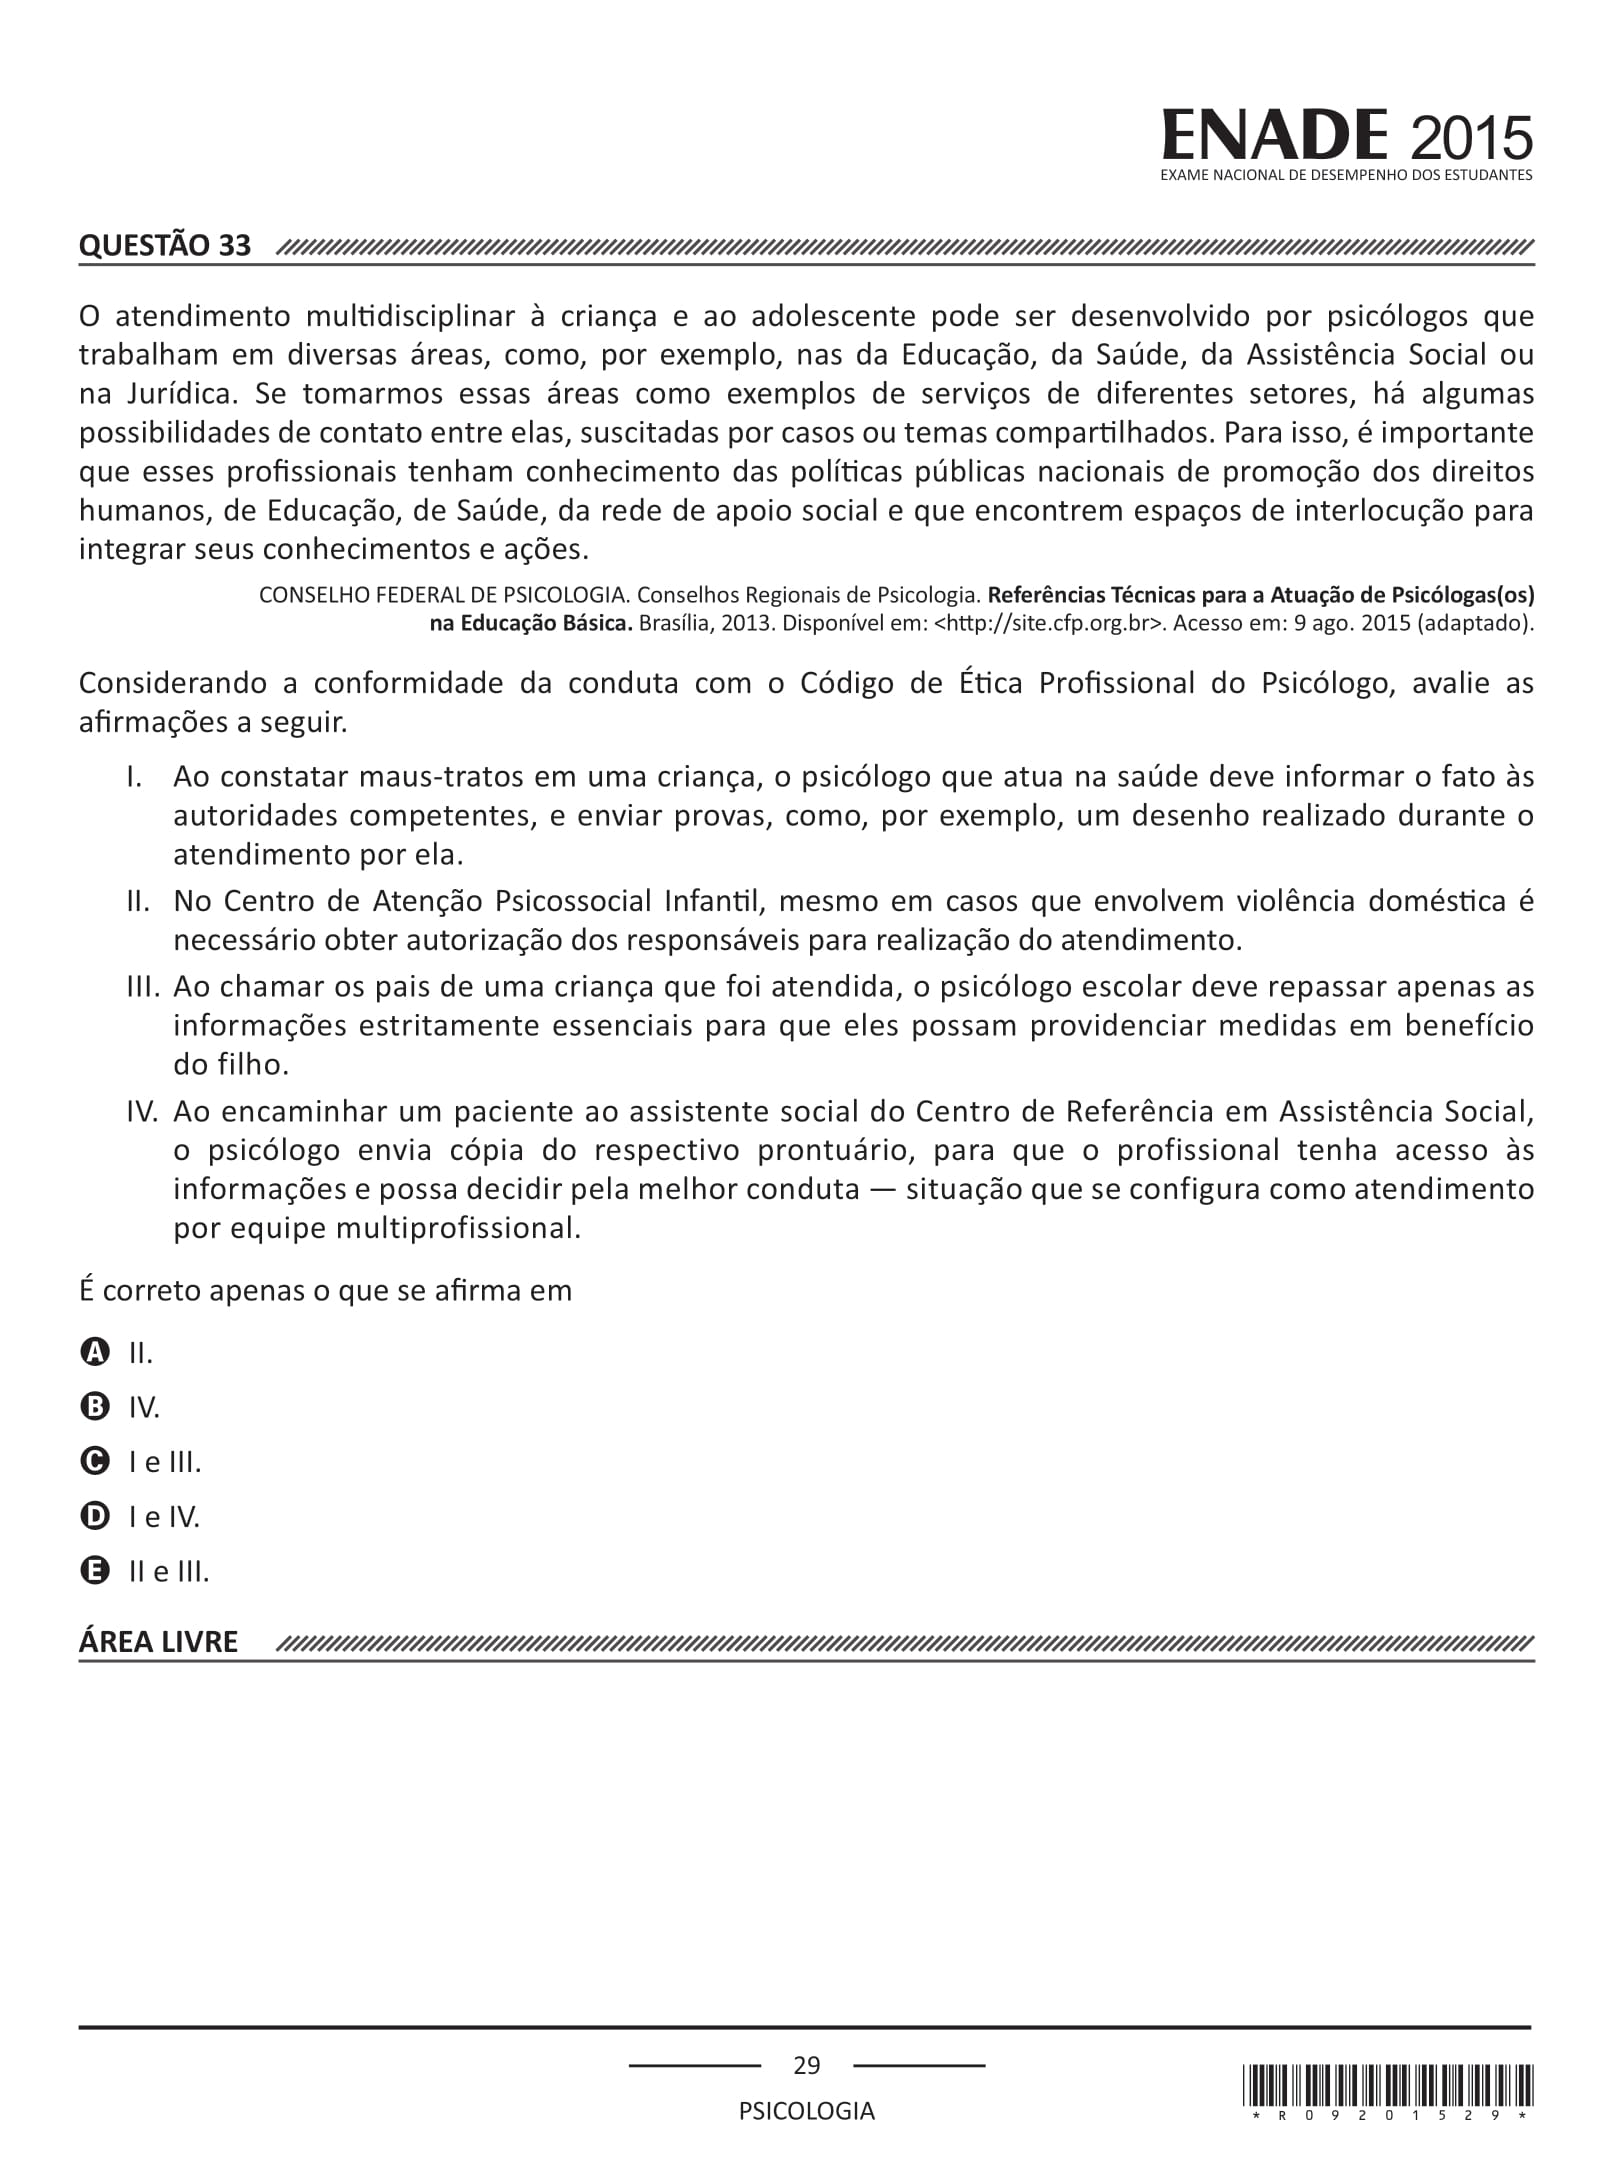 ENADE 2015
EXAME NACIONAL DE DESEMPENHO DOS ESTUDANTES
QUESTÃO 33
O atendimento multidisciplinar à criança e ao adolescente pode ser desenvolvido por psicólogos que
trabalham em diversas áreas, como, por exemplo, nas da Educação, da Saúde, da Assistência Social ou
na Jurídica. Se tomarmos essas áreas como exemplos de serviços de diferentes setores, há algumas
possibilidades de contato entre elas, suscitadas por casos ou temas compartilhados. Para isso, é importante
que esses profissionais tenham conhecimento das políticas públicas nacionais de promoção dos direitos
humanos, de Educação, de Saúde, da rede de apoio social e que encontrem espaços de interlocução para
integrar seus conhecimentos e ações.
CONSELHO FEDERAL DE PSICOLOGIA. Conselhos Regionais de Psicologia. Referências Técnicas para a Atuação de Psicólogas(os)
na Educação Básica. Brasília, 2013. Disponível em: <http://site.cfp.org.br>. Acesso em: 9 ago. 2015 (adaptado).
Considerando a conformidade da conduta com o Código de Ética Profissional do Psicólogo, avalie as
afirmações a seguir.
I. Ao constatar maus-tratos em uma criança, o psicólogo que atua na saúde deve informar o fato às
autoridades competentes, e enviar provas, como, por exemplo, um desenho realizado durante o
atendimento por ela.
II. No Centro de Atenção Psicossocial Infantil, mesmo em casos que envolvem violência doméstica é
necessário obter autorização dos responsáveis para realização do atendimento.
III. Ao chamar os pais de uma criança que foi atendida, o psicólogo escolar deve repassar apenas as
informações estritamente essenciais para que eles possam providenciar medidas em benefício
do filho.
IV. Ao encaminhar um paciente ao assistente social do Centro de Referência em Assistência Social,
o psicólogo envia cópia do respectivo prontuário, para que o profissional tenha acesso às
informações e possa decidir pela melhor conduta — situação que se configura como atendimento
por equipe multiprofissional.
É correto apenas o que se afirma em
A II.
B IV.
C I e III.
D I e IV.
E II e III.
ÁREA LIVRE
29
PSICOLOGIA
*R09201529*